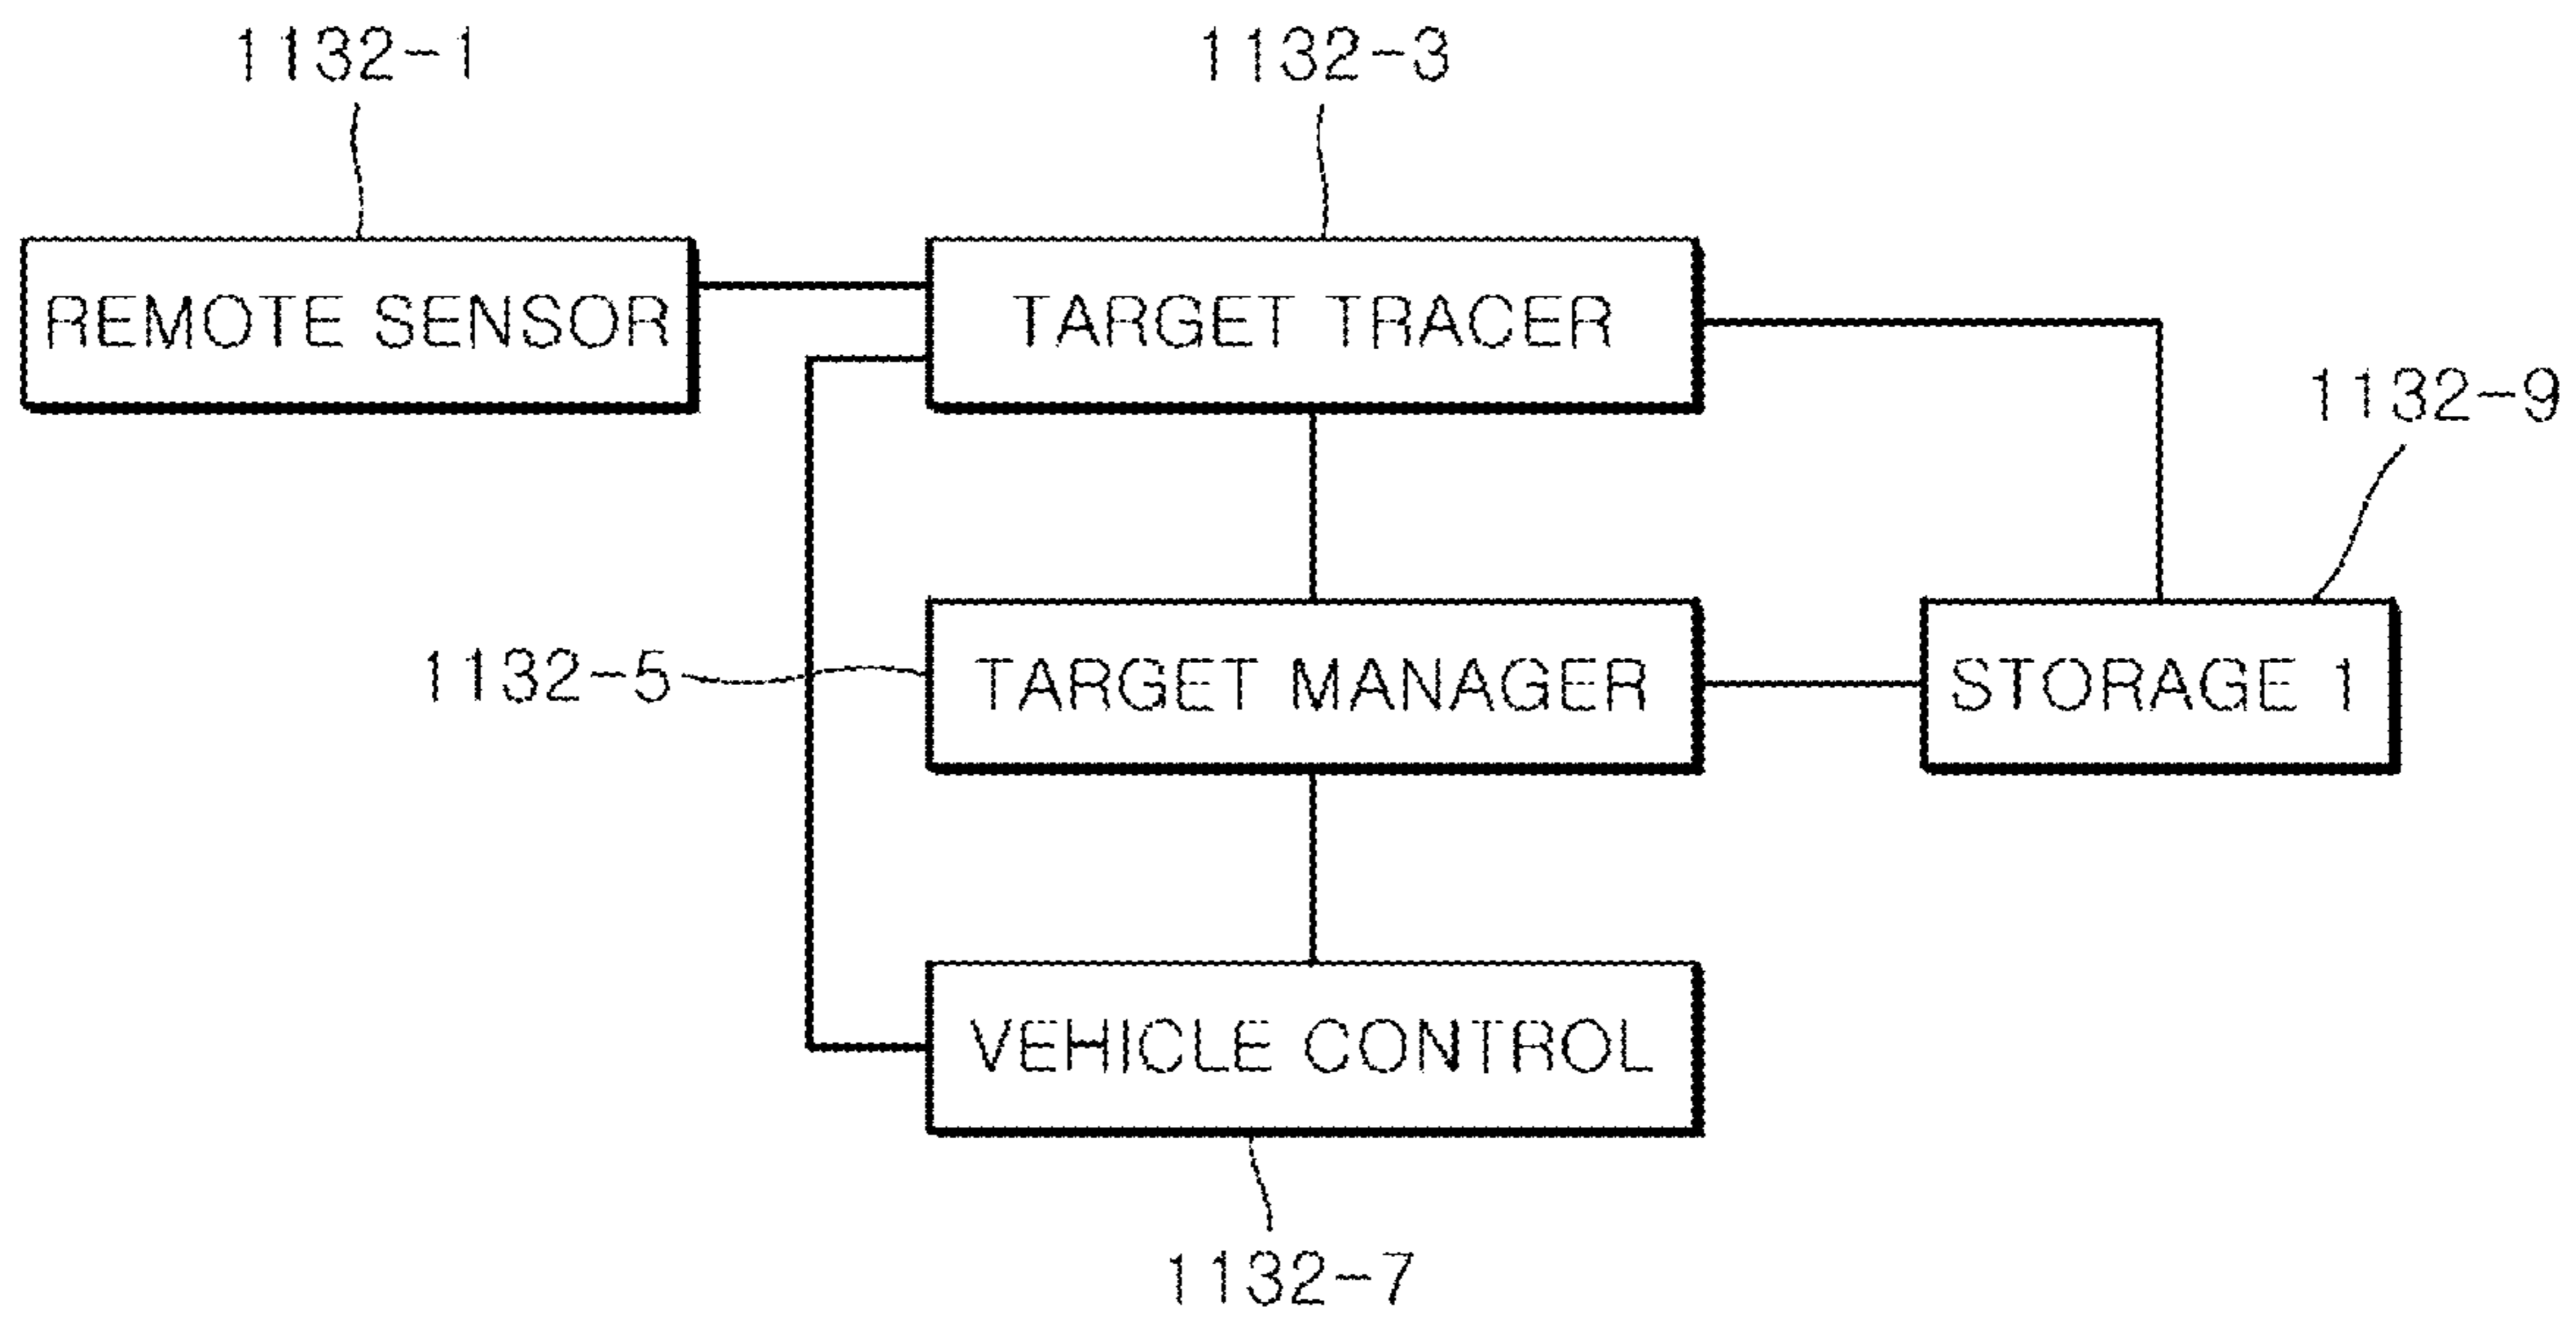 1132-1
1132-3
REMOTE SENSOR
TARGET TRACER
1132-9
1132-5
TARGET MANAGER
STORAGE 1
VEHICLE CONTROL
1132-7